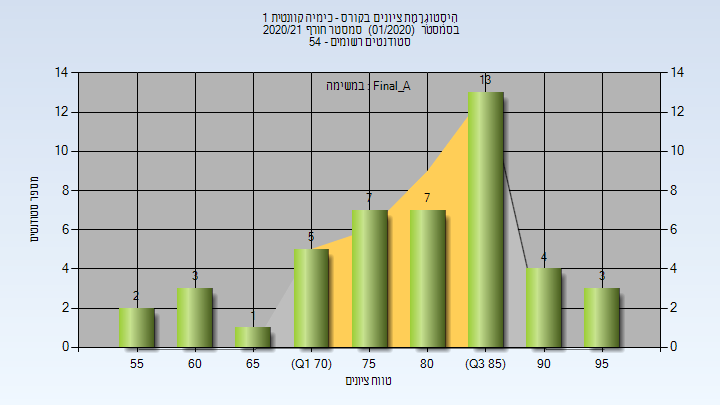 היסטוגרמת ציונים בקורס - כימיה קוונטית 1
בסמסטר (01/2020) סמסטר חורף 2020/21
סטודנטים רשומים - 54
במשימה : Final_A
14 14
12 12
10 10
8 8
6 6
4 4
2 2
0 0
2 3 1 5 7 7 13 4 3
מספר סטודנטים
55 60 65 (Q1 70) 75 80 (Q3 85) 90 95
טווח ציונים